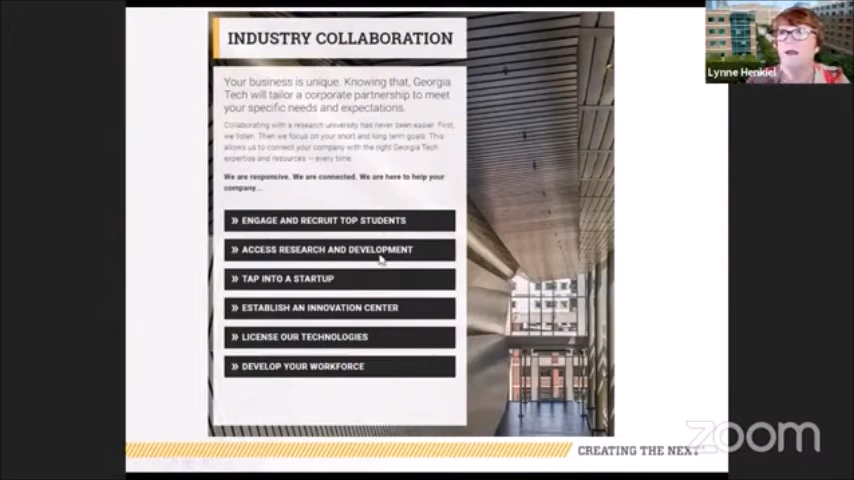 INDUSTRY COLLABORATION
Your business is unique. Knowing that, Georgia
Tech will tailor a corporate partnership to meet
your specific needs and expectations.
Collaborating with a research university has never been easier. First,
we listen. Then we focus on your short and long term goals. This
allows us to connect your company with the right Georgia Tech
expertise and resources — every time.
We are responsive. We are connected. We are here to help your
company...
» ENGAGE AND RECRUIT TOP STUDENTS
» ACCESS RESEARCH AND DEVELOPMENT
» TAP INTO A STARTUP
» ESTABLISH AN INNOVATION CENTER
» LICENSE OUR TECHNOLOGIES
» DEVELOP YOUR WORKFORCE
CREATING THE NEXT
zoom
Lynne Henkiel